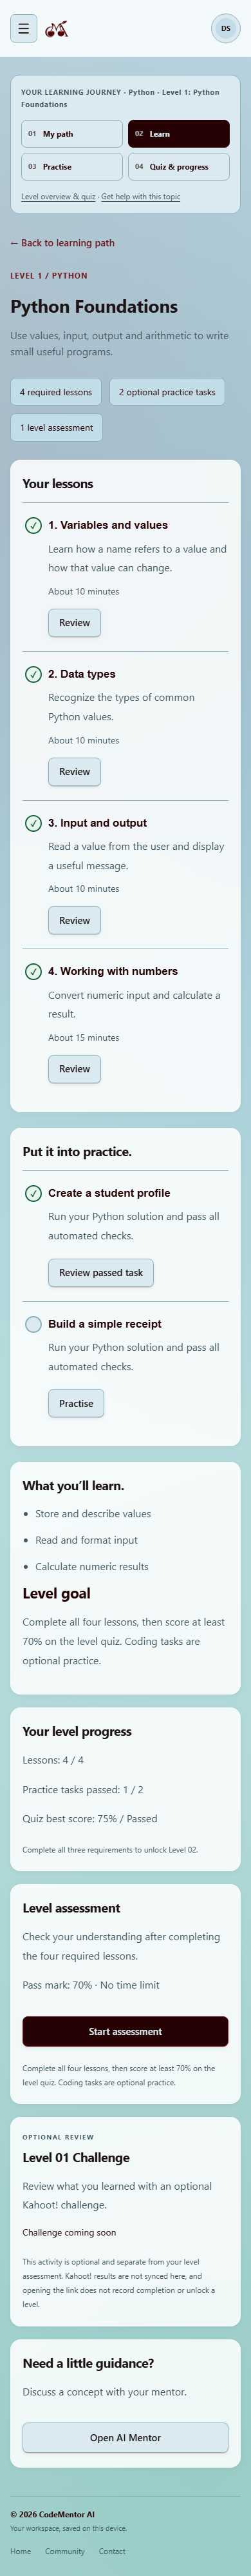 DS
YOUR LEARNING JOURNEY · Python · Level 1: Python
Foundations
01 My path
02 Learn
03 Practise
04 Quiz & progress
Level overview & quiz · Get help with this topic
← Back to learning path
LEVEL 1 / PYTHON
Python Foundations
Use values, input, output and arithmetic to write
small useful programs.
4 required lessons
2 optional practice tasks
1 level assessment
Your lessons
1. Variables and values
Learn how a name refers to a value and
how that value can change.
About 10 minutes
Review
2. Data types
Recognize the types of common
Python values.
About 10 minutes
Review
3. Input and output
Read a value from the user and display
a useful message.
About 10 minutes
Review
4. Working with numbers
Convert numeric input and calculate a
result.
About 15 minutes
Review
Put it into practice.
Create a student profile
Run your Python solution and pass all
automated checks.
Review passed task
Build a simple receipt
Run your Python solution and pass all
automated checks.
Practise
What you'll learn.
• Store and describe values
• Read and format input
• Calculate numeric results
Level goal
Complete all four lessons, then score at least
70% on the level quiz. Coding tasks are
optional practice.
Your level progress
Lessons: 4 / 4
Practice tasks passed: 1 / 2
Quiz best score: 75% / Passed
Complete all three requirements to unlock Level 02.
Level assessment
Check your understanding after completing
the four required lessons.
Pass mark: 70% · No time limit
Start assessment
Complete all four lessons, then score at least 70% on the
level quiz. Coding tasks are optional practice.
OPTIONAL REVIEW
Level 01 Challenge
Review what you learned with an optional
Kahoot! challenge.
Challenge coming soon
This activity is optional and separate from your level
assessment. Kahoot! results are not synced here, and
opening the link does not record completion or unlock a
level.
Need a little guidance?
Discuss a concept with your mentor.
Open AI Mentor
© 2026 CodeMentor AI
Your workspace, saved on this device.
Home Community Contact